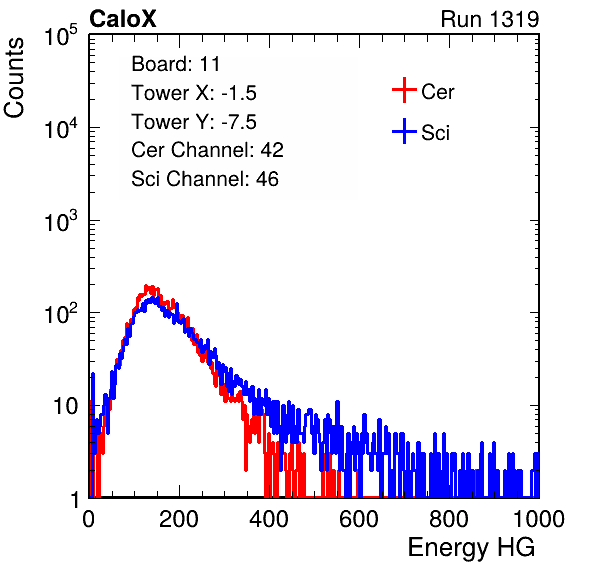 CaloX
Run 1319
Counts
10^5
10^4
10^3
10^2
10
1
Board: 11
Tower X: -1.5
Tower Y: -7.5
Cer Channel: 42
Sci Channel: 46
Cer
Sci
0 200 400 600 800 1000
Energy HG